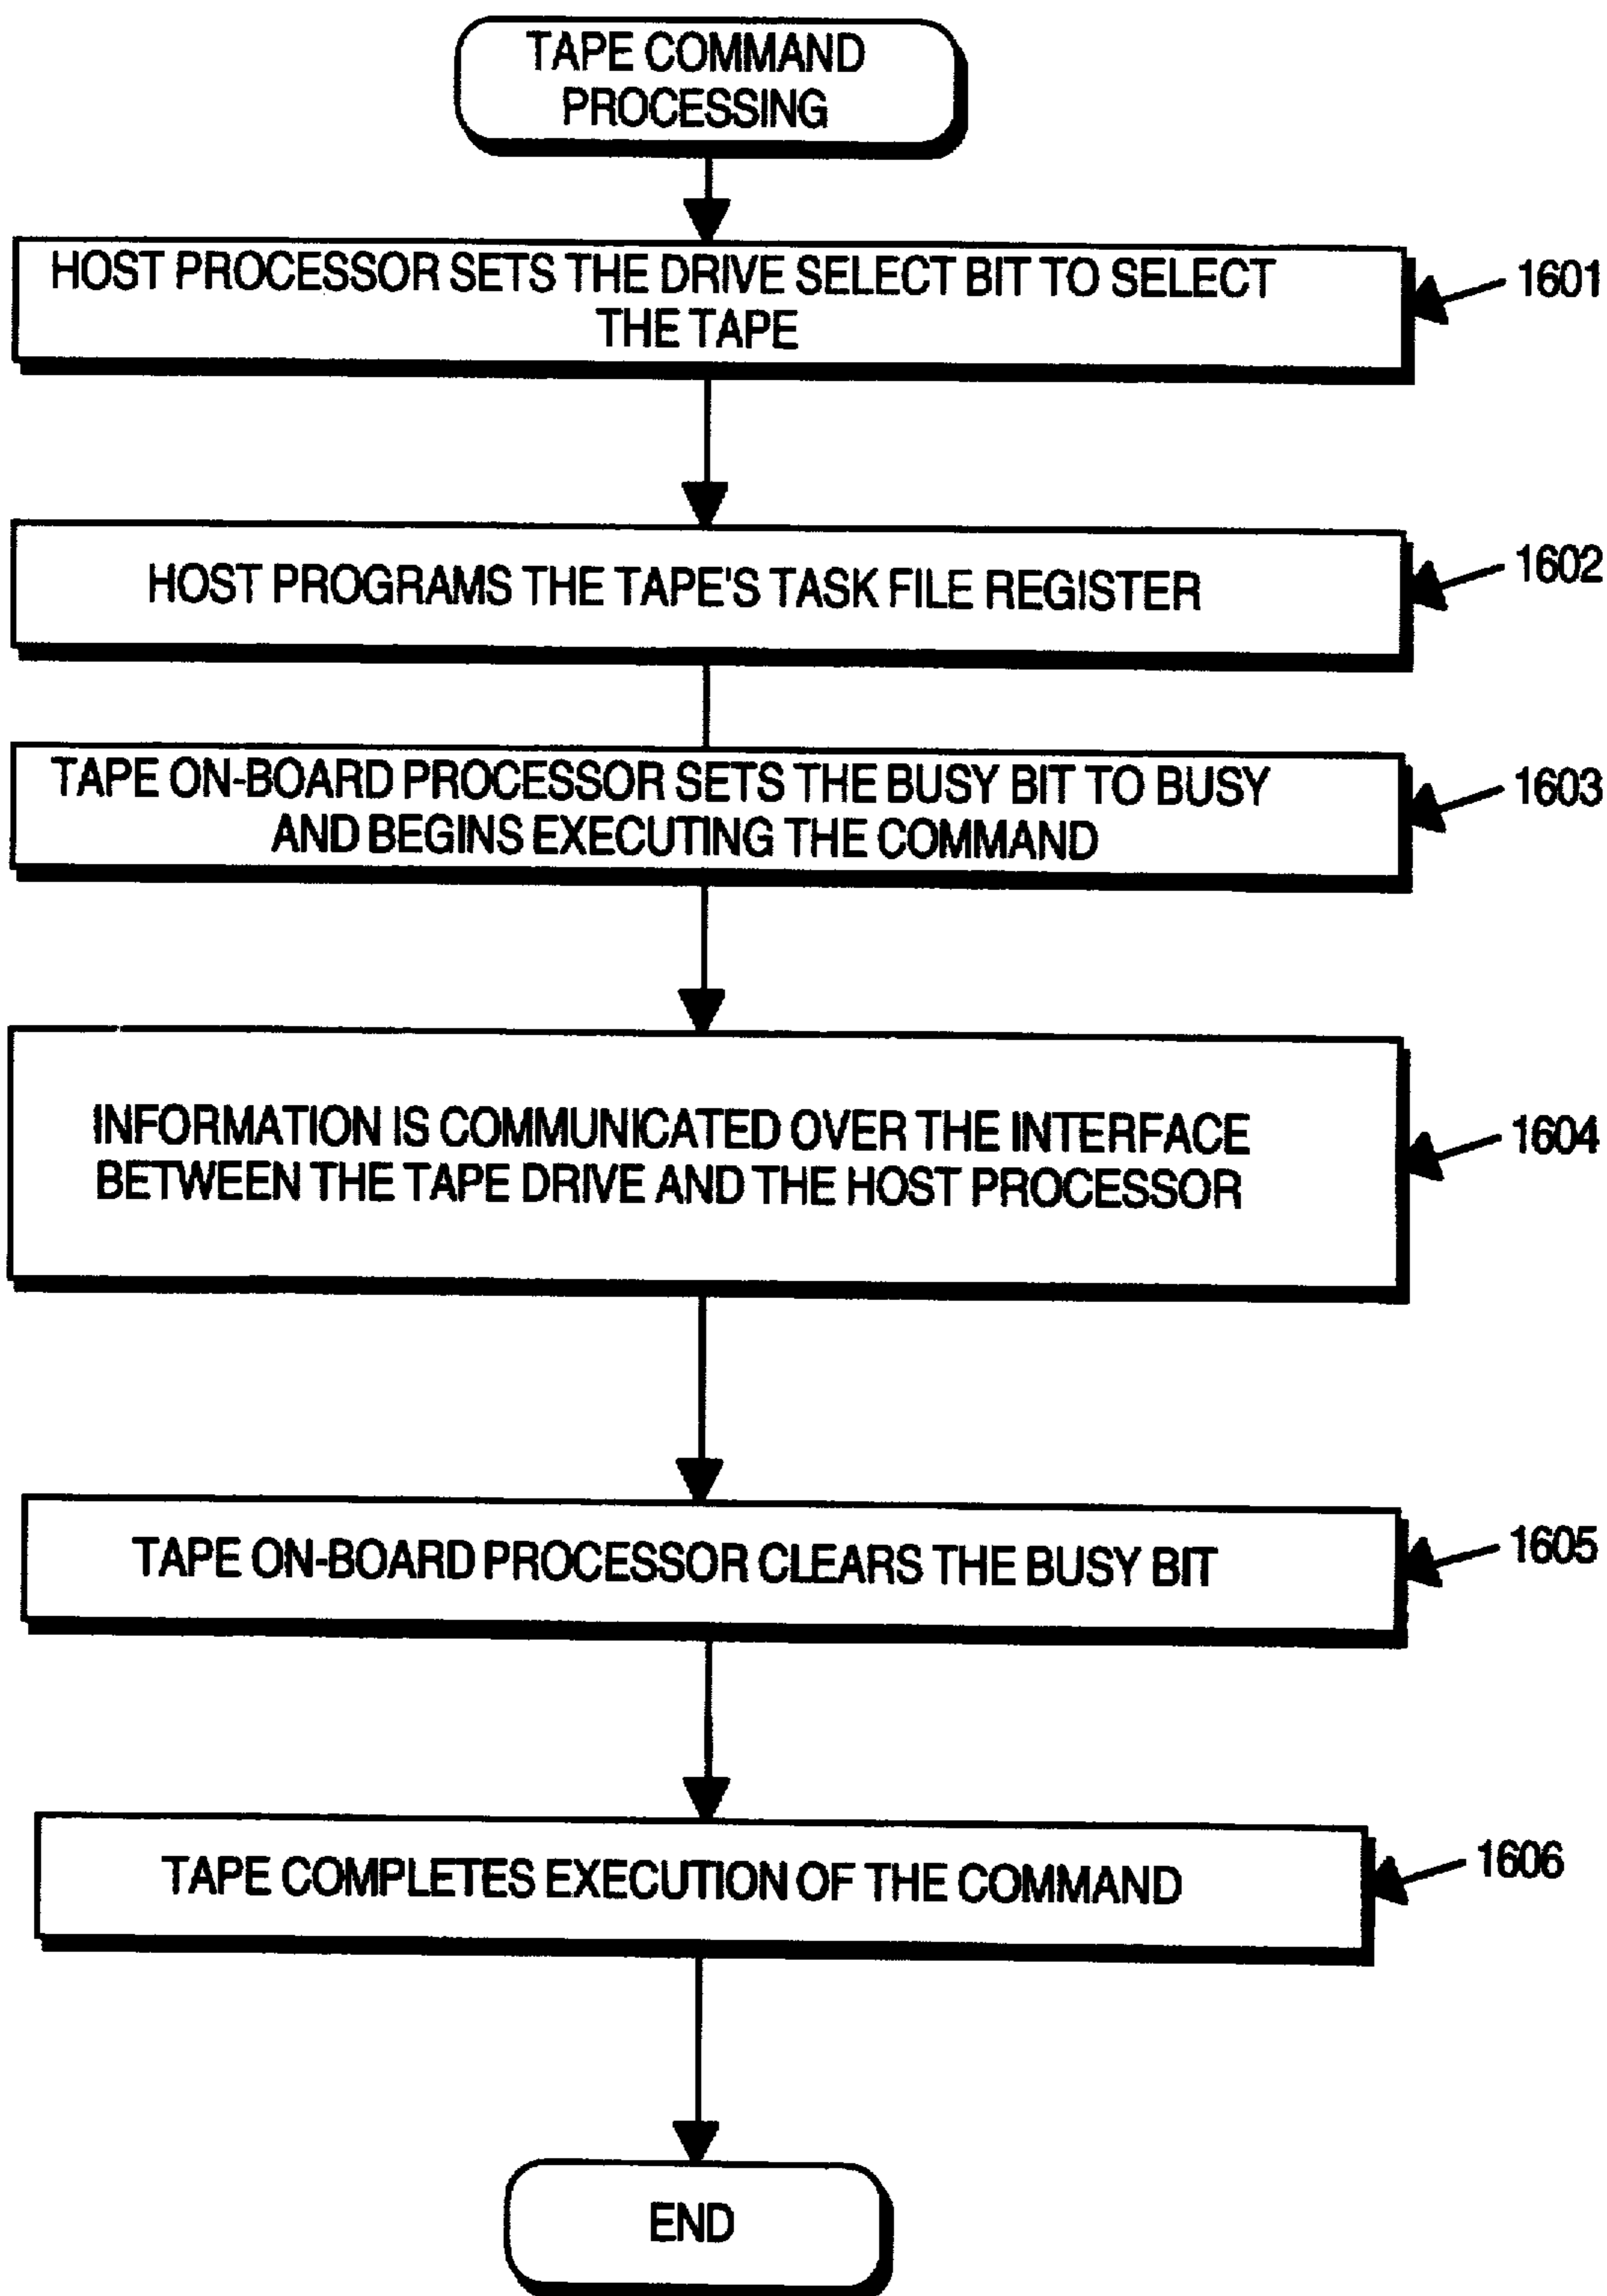 TAPE COMMAND
PROCESSING
HOST PROCESSOR SETS THE DRIVE SELECT BIT TO SELECT
THE TAPE
1601
HOST PROGRAMS THE TAPE'S TASK FILE REGISTER
1602
TAPE ON-BOARD PROCESSOR SETS THE BUSY BIT TO BUSY
AND BEGINS EXECUTING THE COMMAND
1603
INFORMATION IS COMMUNICATED OVER THE INTERFACE
BETWEEN THE TAPE DRIVE AND THE HOST PROCESSOR
1604
TAPE ON-BOARD PROCESSOR CLEARS THE BUSY BIT
1605
TAPE COMPLETES EXECUTION OF THE COMMAND
1606
END